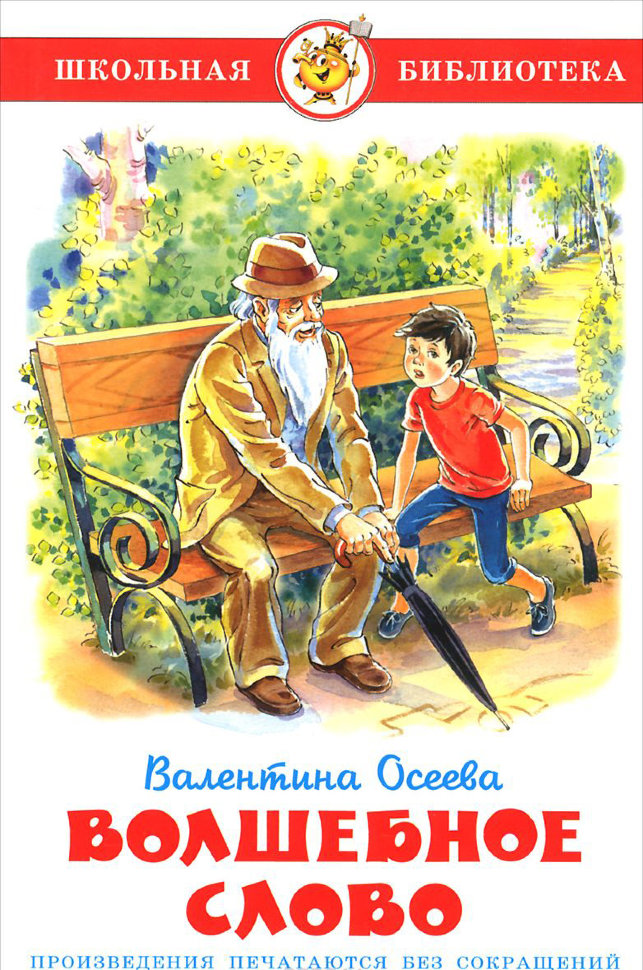 ШКОЛЬНАЯ БИБЛИОТЕКА
Валентина Осеева
ВОЛШЕБНОЕ
СЛОВО
ПРОИЗВЕДЕНИЯ ПЕЧАТАЮТСЯ БЕЗ СОКРАЩЕНИЙ